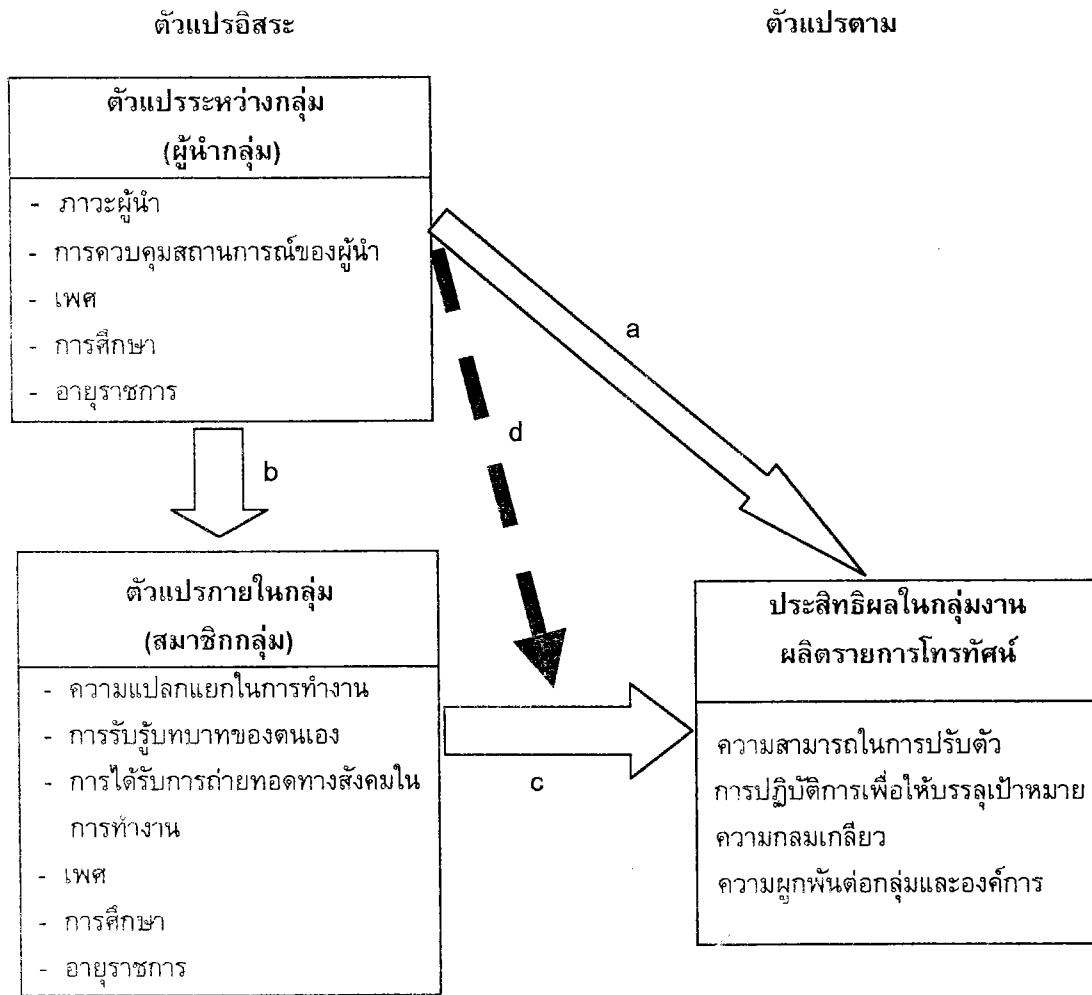 ตัวแปรอิสระ
ตัวแปรตาม
ตัวแปรระหว่างกลุ่ม
(ผู้นำกลุ่ม)
- ภาวะผู้นำ
- การควบคุมสถานการณ์ของผู้นำ
- เพศ
- การศึกษา
- อายุราชการ
a
d
b
ตัวแปรภายในกลุ่ม
(สมาชิกกลุ่ม)
- ความแปลกแยกในการทำงาน
- การรับรู้บทบาทของตนเอง
- การได้รับการถ่ายทอดทางสังคมใน
การทำงาน
- เพศ
- การศึกษา
- อายุราชการ
c
ประสิทธิผลในกลุ่มงาน
ผลิตรายการโทรทัศน์
ความสามารถในการปรับตัว
การปฏิบัติการเพื่อให้บรรลุเป้าหมาย
ความกลมเกลียว
ความผูกพันต่อกลุ่มและองค์การ